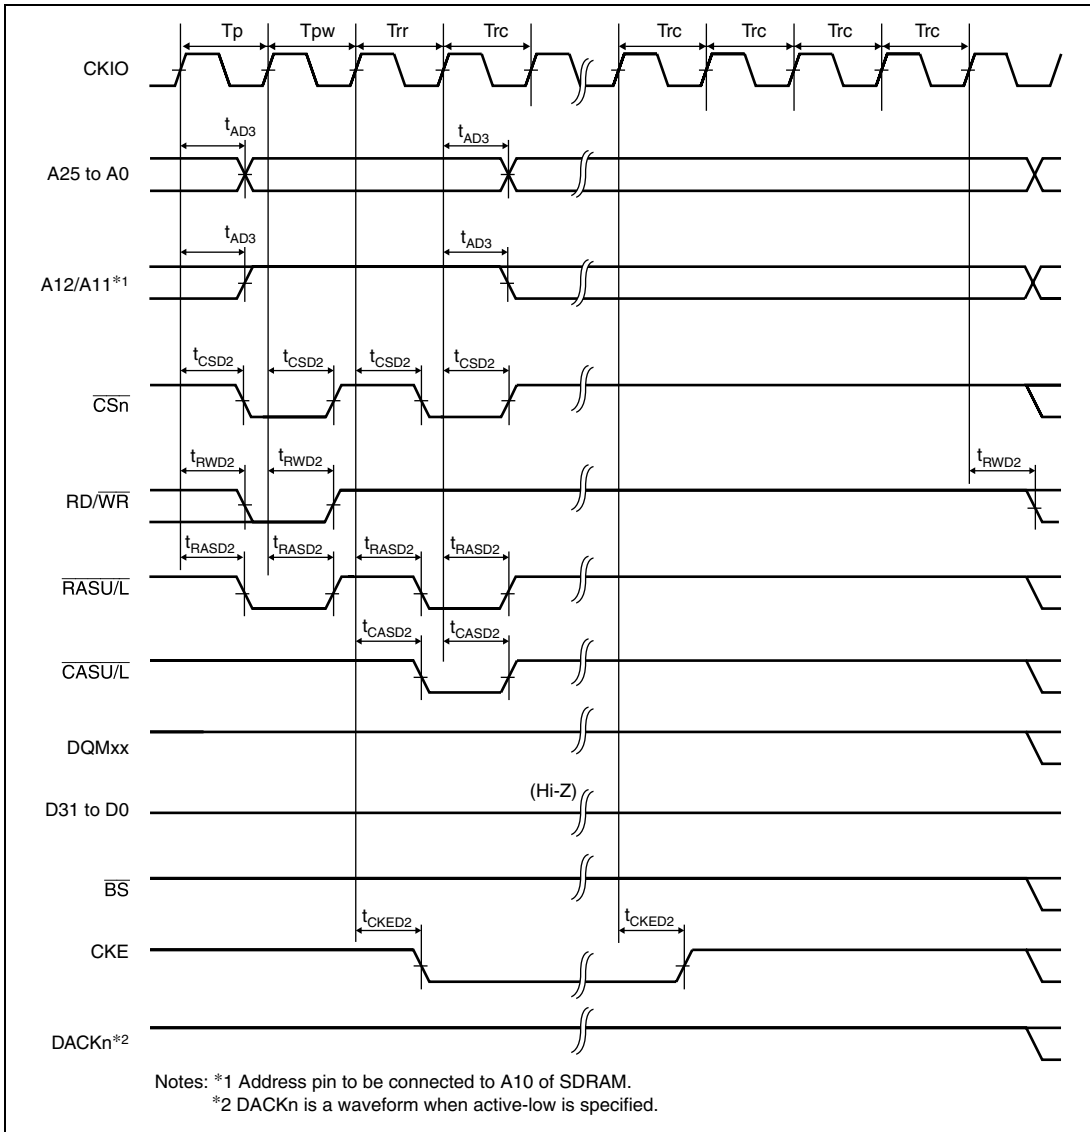 Tp Tpw Trr Trc Trc Trc Trc Trc
CKIO
tAD3 tAD3
A25 to A0
tAD3 tAD3
A12/A11*1
tCSD2 tCSD2 tCSD2 tCSD2
CSn
tRWD2 tRWD2 tRWD2
RD/WR
tRASD2 tRASD2 tRASD2 tRASD2
RASU/L
tCASD2 tCASD2
CASU/L
DQMxx
(Hi-Z)
D31 to D0
BS
tCKED2 tCKED2
CKE
DACKn*2
Notes: *1 Address pin to be connected to A10 of SDRAM.
*2 DACKn is a waveform when active-low is specified.